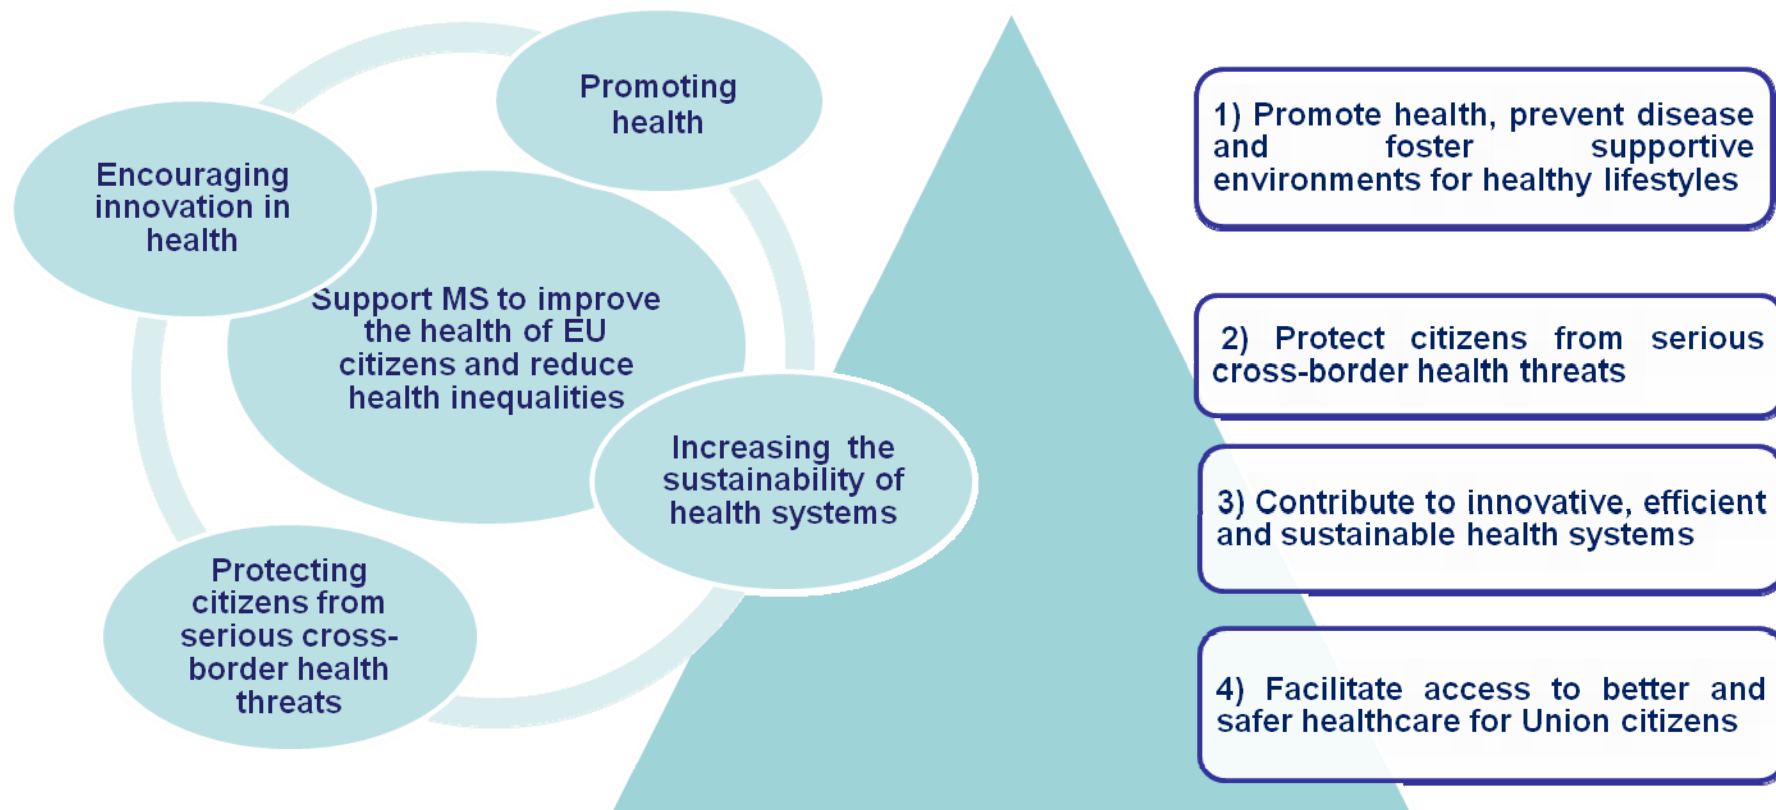 Promoting
health
Encouraging
innovation in
health
Support MS to improve
the health of EU
citizens and reduce
health inequalities
Increasing the
sustainability of
health systems
Protecting
citizens from
serious cross-
border health
threats
1) Promote health, prevent disease
and foster supportive
environments for healthy lifestyles
2) Protect citizens from serious
cross-border health threats
3) Contribute to innovative, efficient
and sustainable health systems
4) Facilitate access to better and
safer healthcare for Union citizens